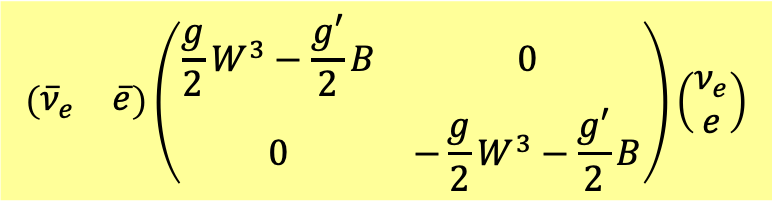 (ν̄ₑ ē) ( g/2 W³ − g′/2 B 0 ) (νₑ)
( 0 − g/2 W³ − g′/2 B ) (e)